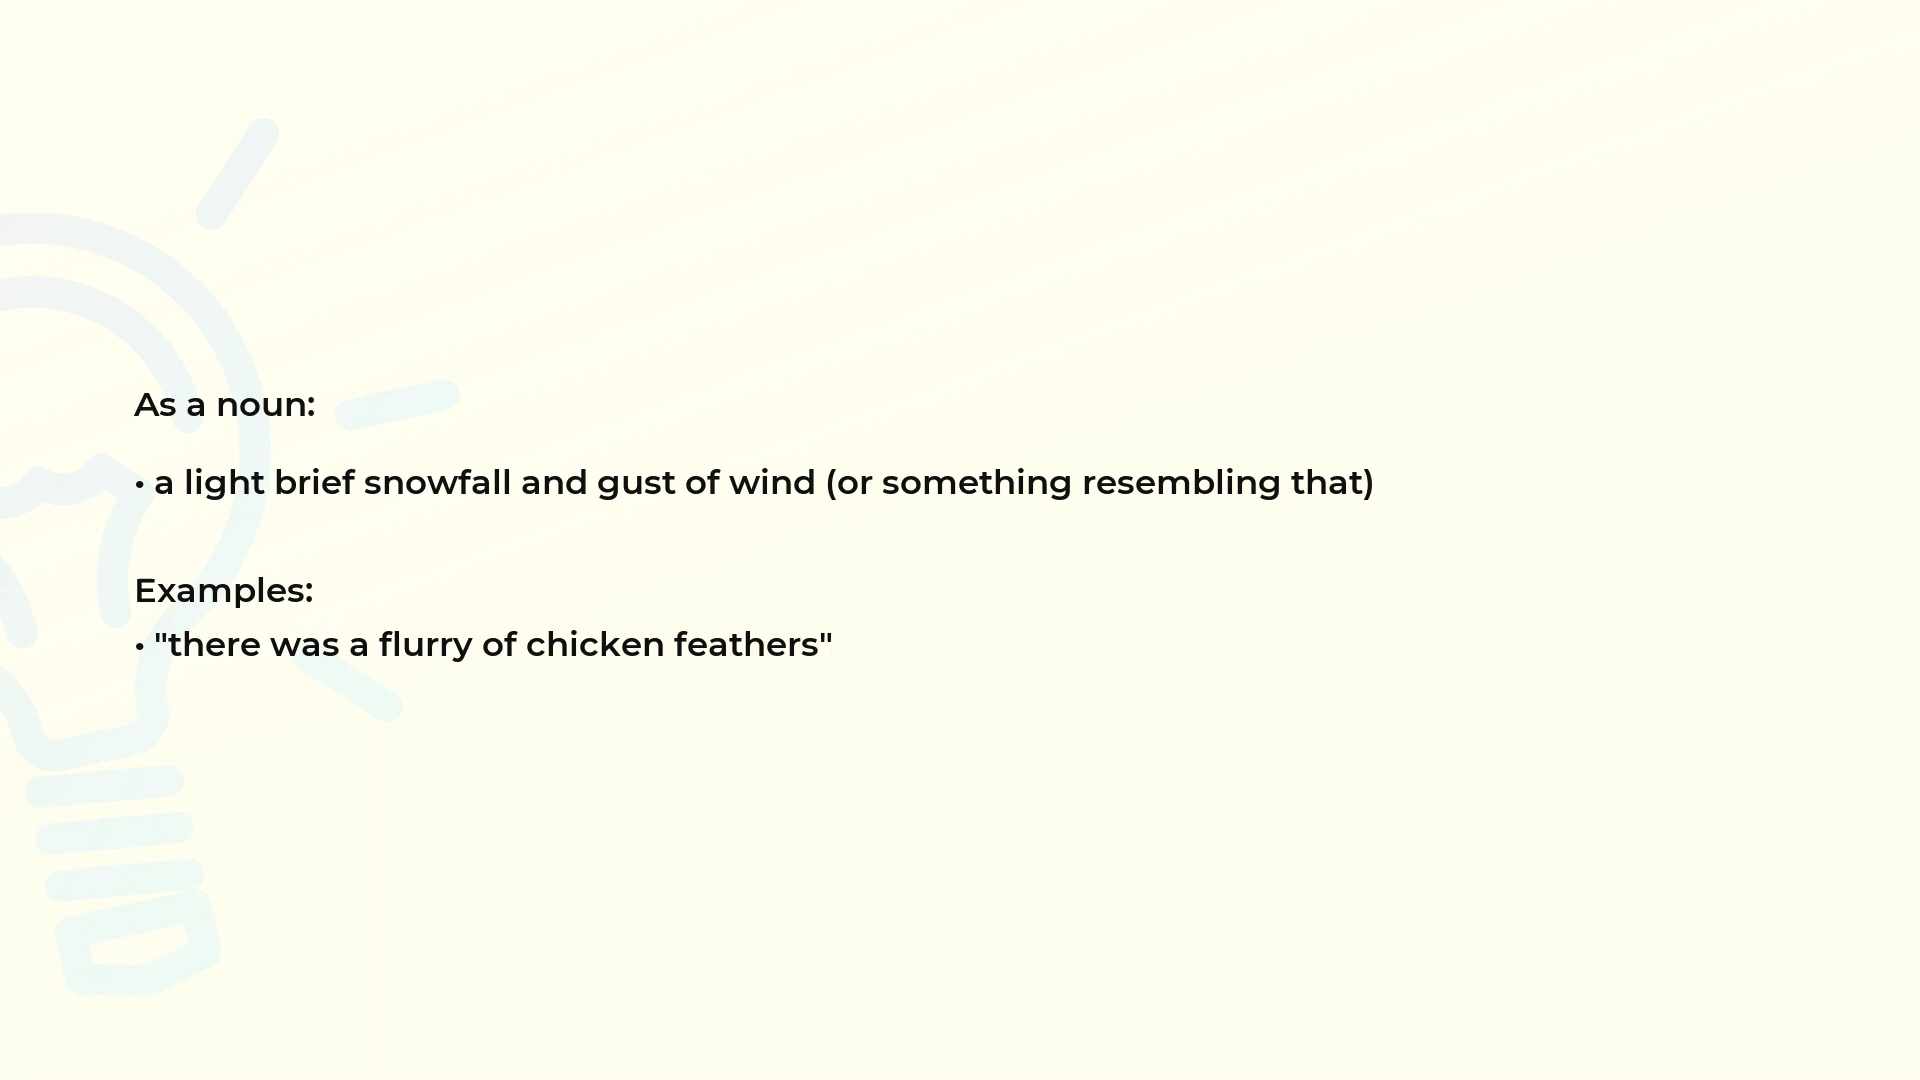 As a noun:
• a light brief snowfall and gust of wind (or something resembling that)
Examples:
• "there was a flurry of chicken feathers"